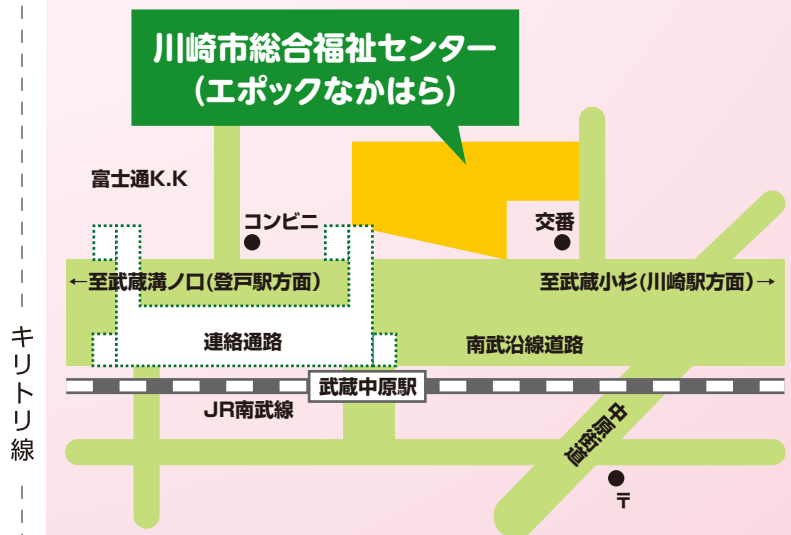 川崎市総合福祉センター
(エポックなかはら)
富士通K.K
コンビニ
交番
←至武蔵溝ノ口(登戸駅方面)
至武蔵小杉(川崎駅方面)→
連絡通路
南武沿線道路
武蔵中原駅
JR南武線
中原街道
〒
キリトリ線